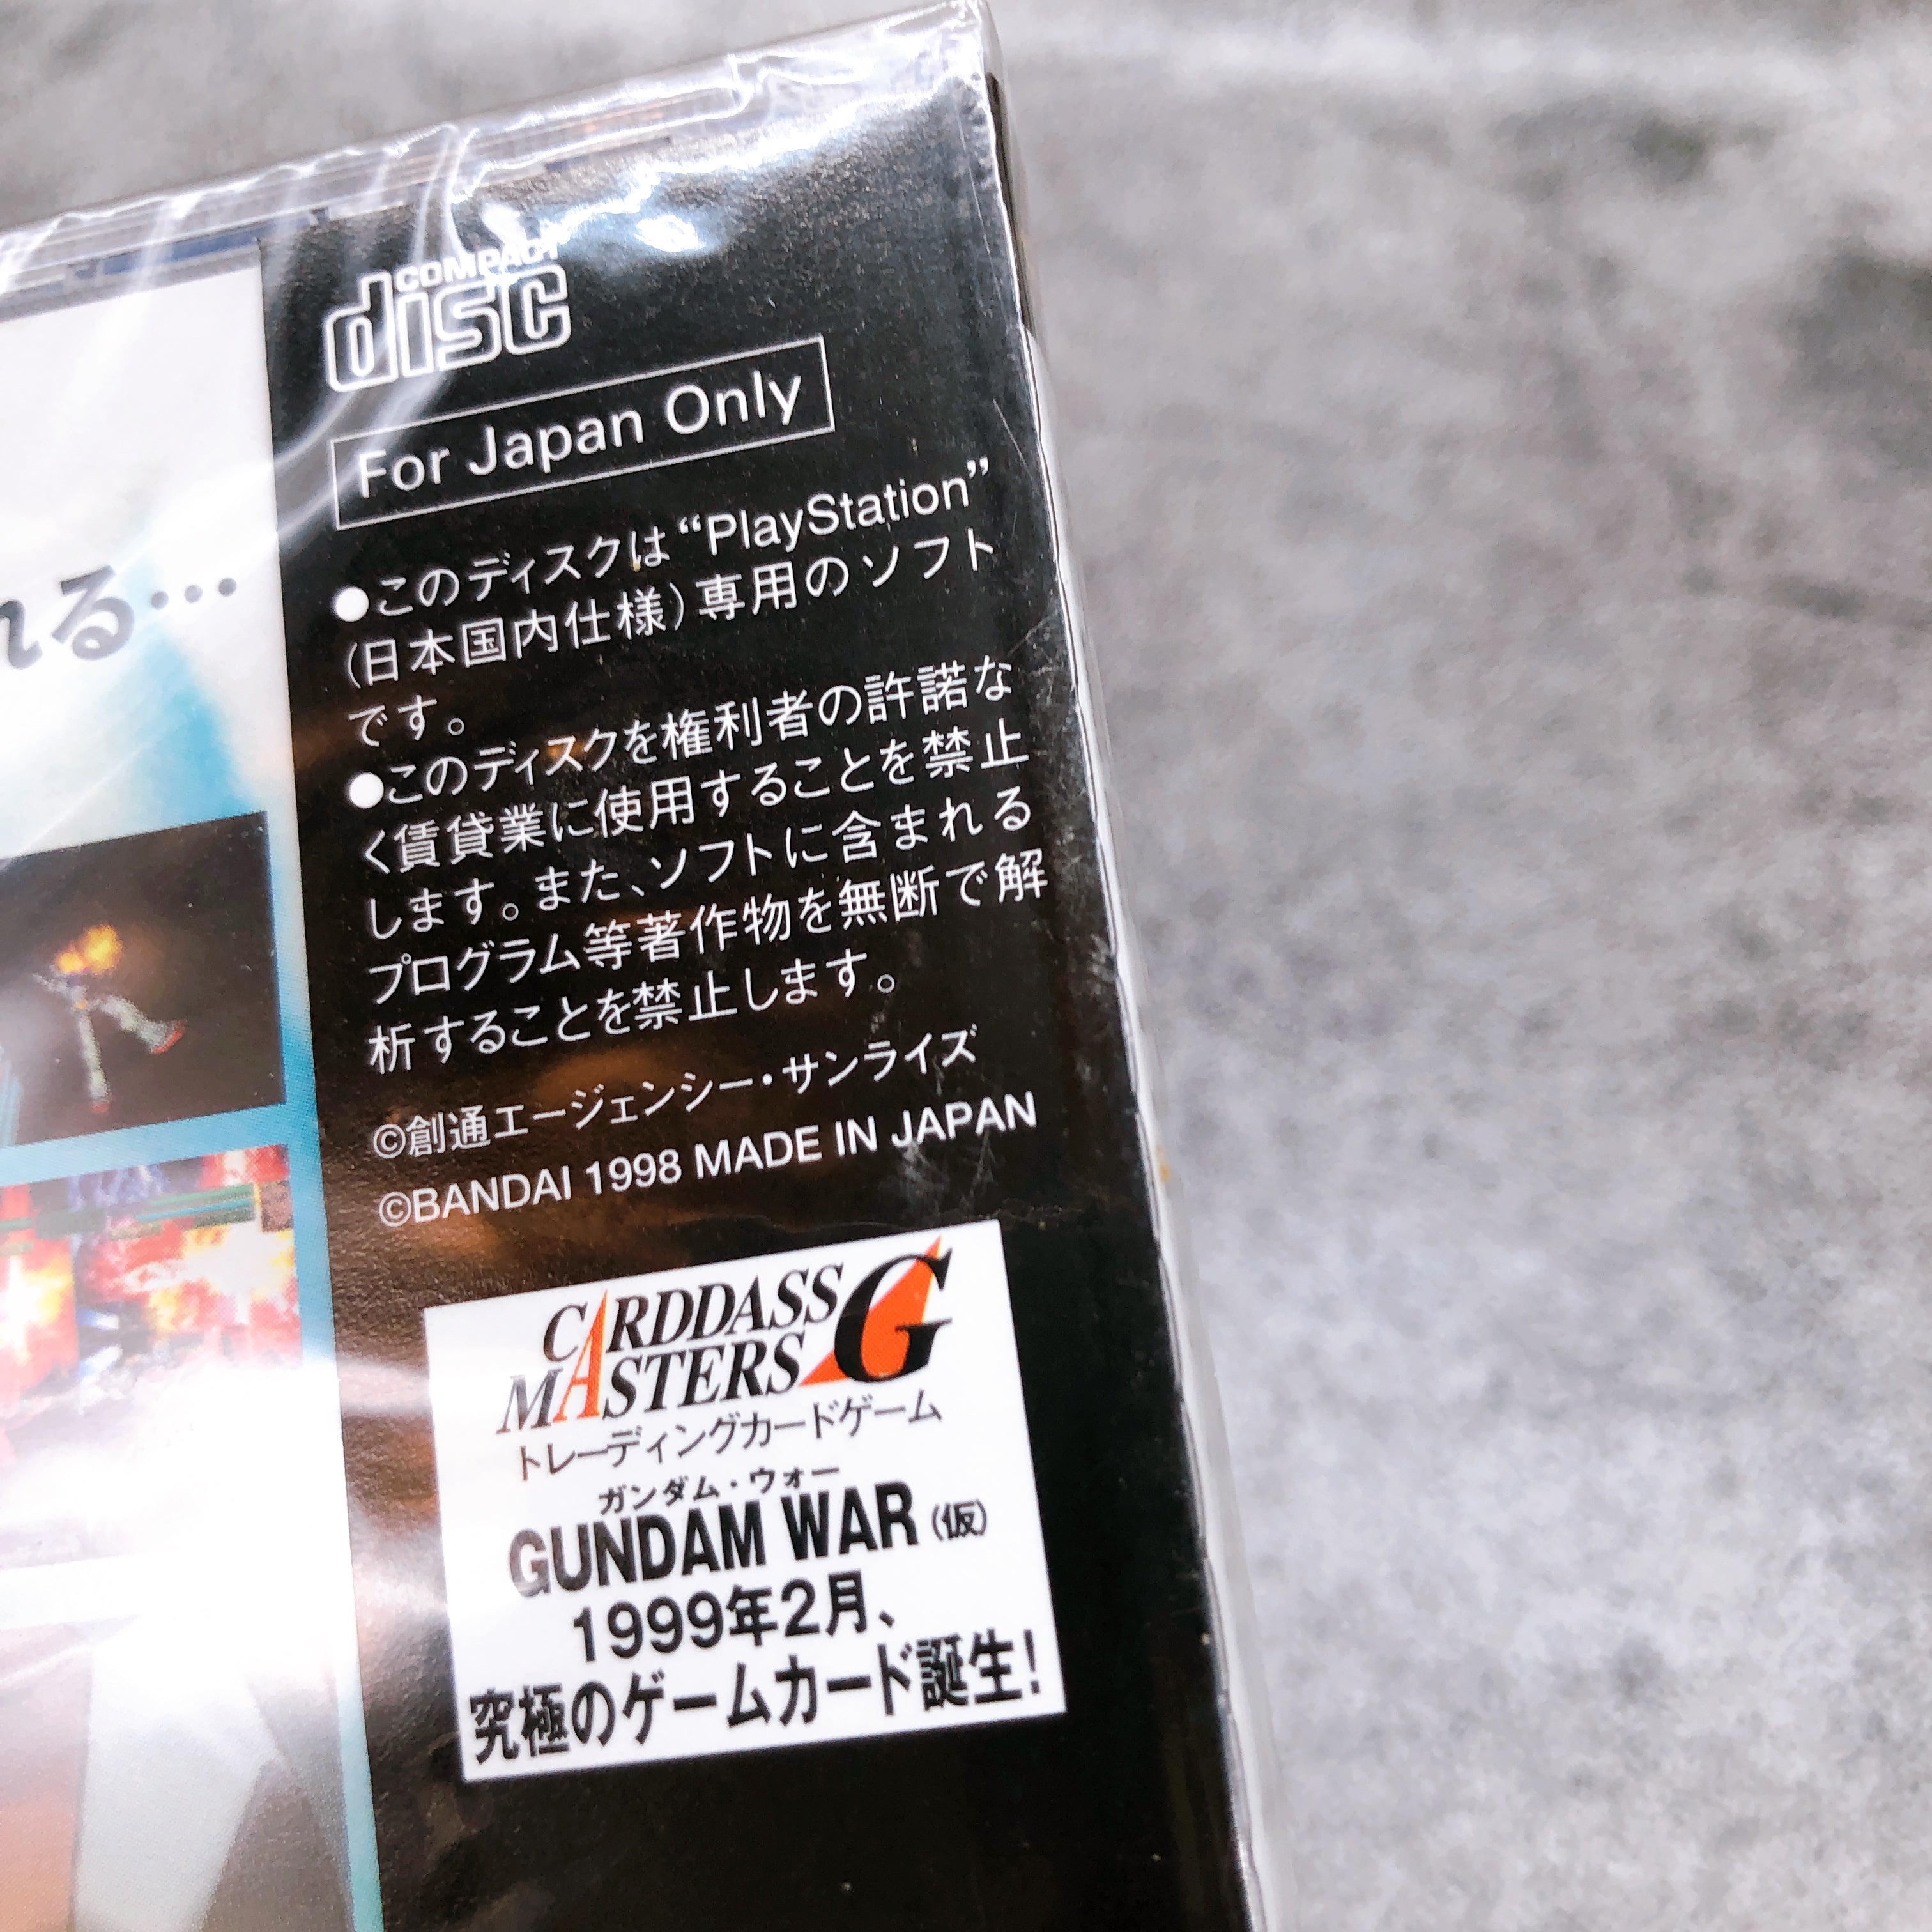 COMPACT
disc
For Japan Only
●このディスクは“PlayStation”
(日本国内仕様)専用のソフト
です。
●このディスクを権利者の許諾な
く賃貸業に使用することを禁止
します。また、ソフトに含まれる
プログラム等著作物を無断で解
析することを禁止します。
©創通エージェンシー・サンライズ
©BANDAI 1998 MADE IN JAPAN
CARDDASS
MASTERS G
トレーディングカードゲーム
ガンダム・ウォー
GUNDAM WAR(仮)
1999年2月、
究極のゲームカード誕生!
れる…